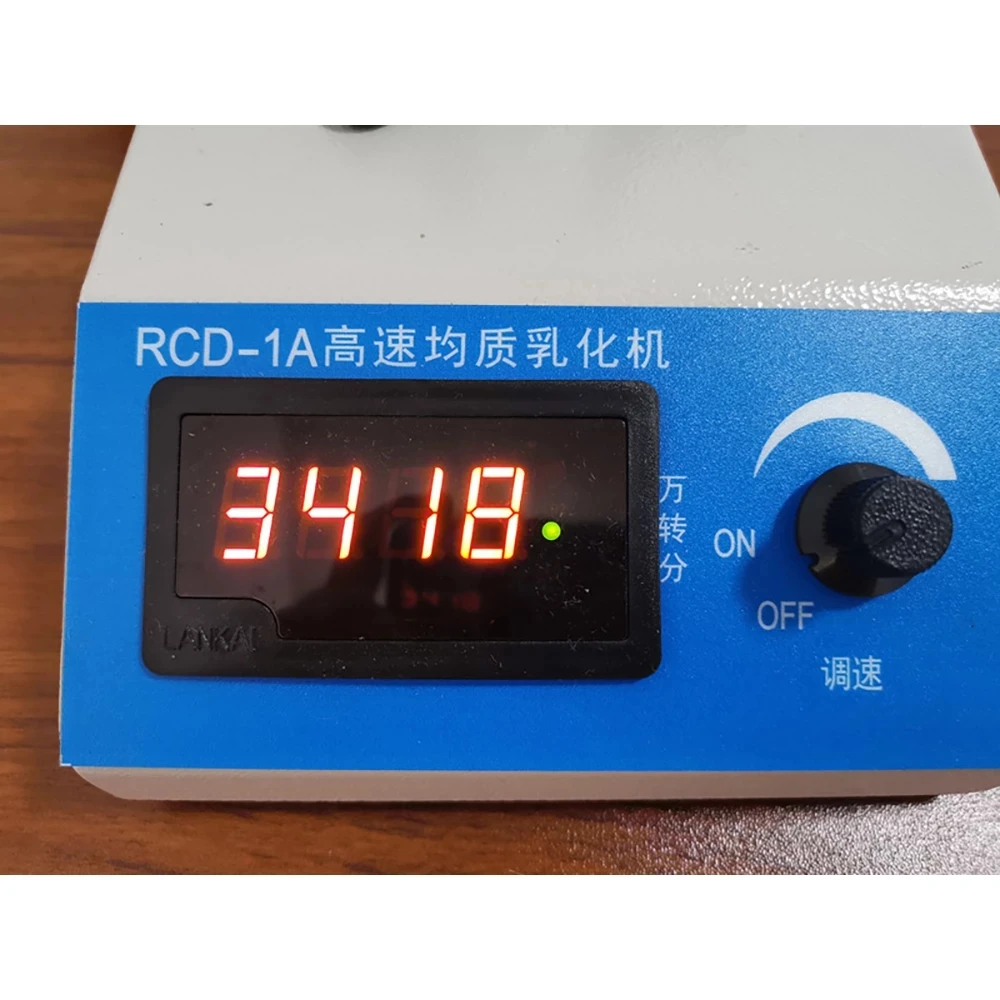 RCD-1A高速均质乳化机
3418
万
转
分
ON
OFF
调速
LANKAI